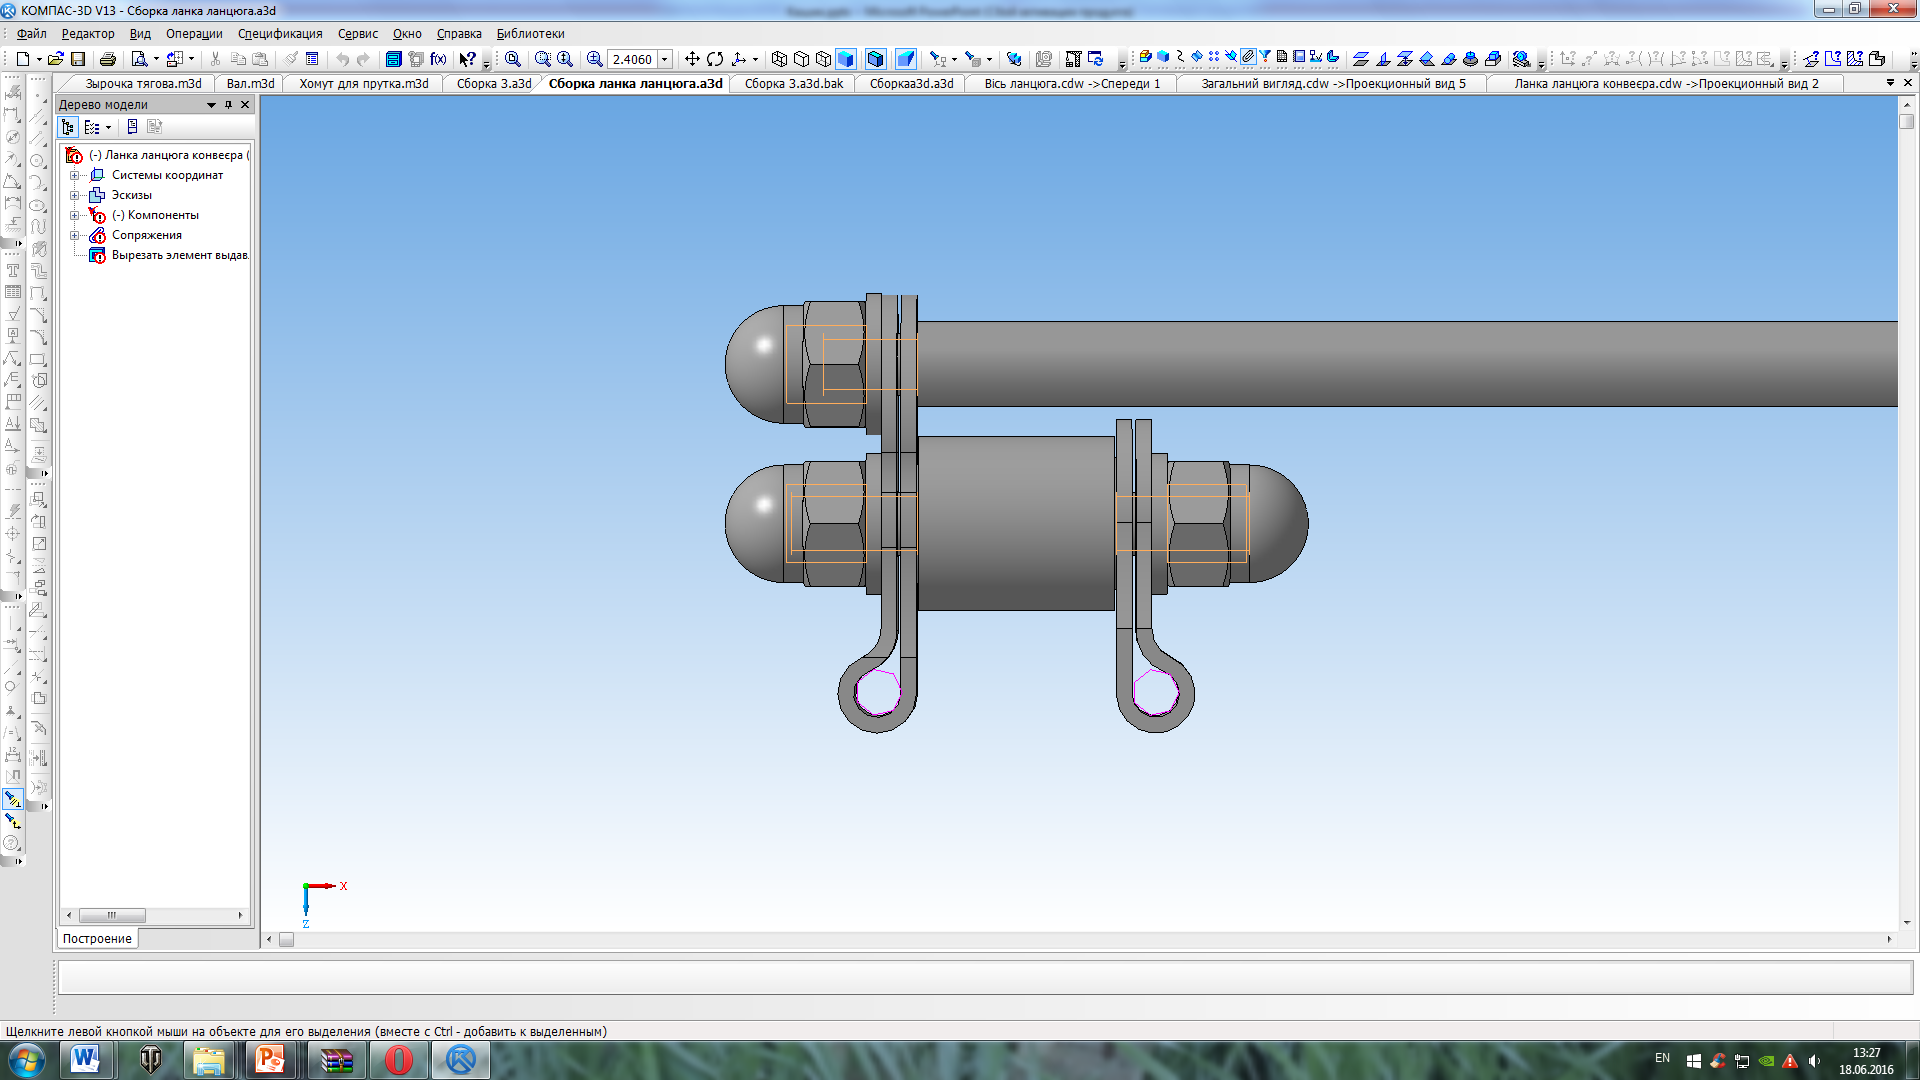 КОМПАС-3D V13 - Сборка ланка ланцюга.a3d
Файл Редактор Вид Операции Спецификация Сервис Окно Справка Библиотеки
f(x) 2.4060
Зырочка тягова.m3d Вал.m3d Хомут для прутка.m3d Сборка 3.a3d Сборка ланка ланцюга.a3d Сборка 3.a3d.bak Сборкаa3d.a3d Вісь ланцюга.cdw ->Спереди 1 Загальний вигляд.cdw ->Проекционный вид 5 Ланка ланцюга конвеєра.cdw ->Проекционный вид 2
Дерево модели
(-) Ланка ланцюга конвеєра (
Системы координат
Эскизы
(-) Компоненты
Сопряжения
Вырезать элемент выдав
X
Z
Построение
Щелкните левой кнопкой мыши на объекте для его выделения (вместе с Ctrl - добавить к выделенным)
EN
13:27
18.06.2016